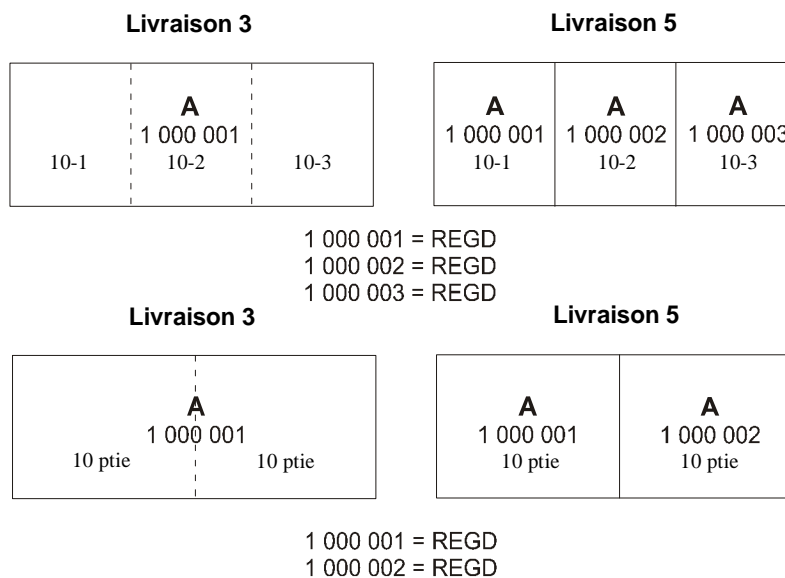 Livraison 3
Livraison 5
A
1 000 001
10-1 10-2 10-3
A A A
1 000 001 1 000 002 1 000 003
10-1 10-2 10-3
1 000 001 = REGD
1 000 002 = REGD
1 000 003 = REGD
Livraison 3
Livraison 5
A
1 000 001
10 ptie 10 ptie
A A
1 000 001 1 000 002
10 ptie 10 ptie
1 000 001 = REGD
1 000 002 = REGD